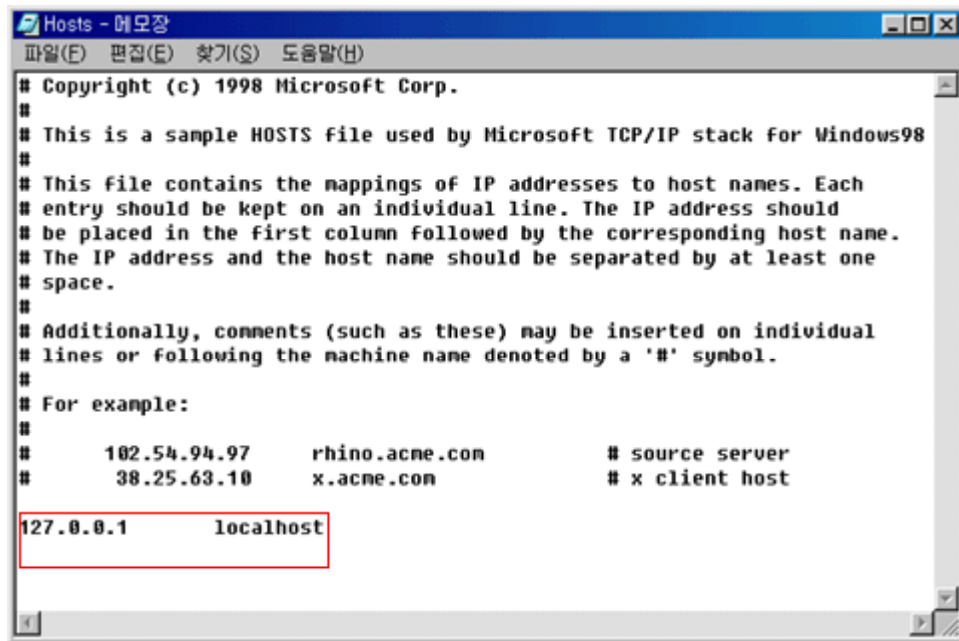 Hosts - 메모장
파일(F) 편집(E) 찾기(S) 도움말(H)
# Copyright (c) 1998 Microsoft Corp.
#
# This is a sample HOSTS file used by Microsoft TCP/IP stack for Windows98
#
# This file contains the mappings of IP addresses to host names. Each
# entry should be kept on an individual line. The IP address should
# be placed in the first column followed by the corresponding host name.
# The IP address and the host name should be separated by at least one
# space.
#
# Additionally, comments (such as these) may be inserted on individual
# lines or following the machine name denoted by a '#' symbol.
#
# For example:
#
#      102.54.94.97     rhino.acme.com          # source server
#       38.25.63.10     x.acme.com              # x client host
127.0.0.1       localhost